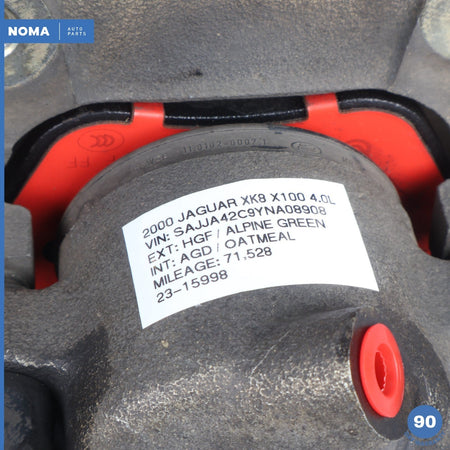 NOMA AUTO
PARTS
FF
2000 JAGUAR XK8 X100 4.0L
VIN: SAJJA42C9YNA08908
EXT: HGF / ALPINE GREEN
INT: AGD / OATMEAL
MILEAGE: 71,528
23-15998
90